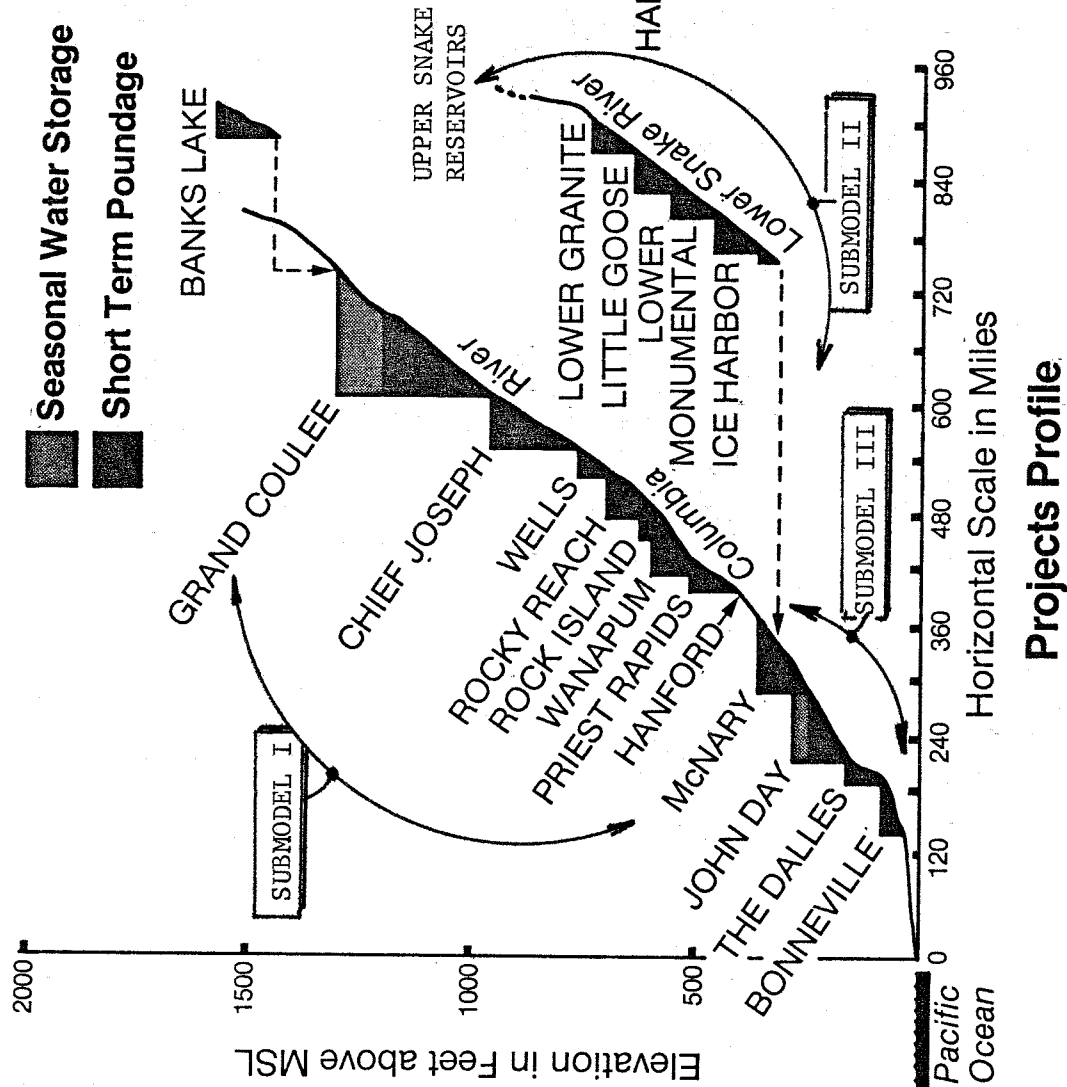 Seasonal Water Storage
Short Term Poundage
BANKS LAKE
UPPER SNAKE
RESERVOIRS
HAR
GRAND COULEE
CHIEF JOSEPH
WELLS
ROCKY REACH
ROCK ISLAND
WANAPUM
PRIEST RAPIDS
HANFORD
McNARY
JOHN DAY
THE DALLES
BONNEVILLE
Columbia River
LOWER GRANITE
LITTLE GOOSE
LOWER
MONUMENTAL
ICE HARBOR
Lower Snake River
SUBMODEL I
SUBMODEL II
SUBMODEL III
Elevation in Feet above MSL
2000
1500
1000
500
0 120 240 360 480 600 720 840 960
Pacific
Ocean
Horizontal Scale in Miles
Projects Profile